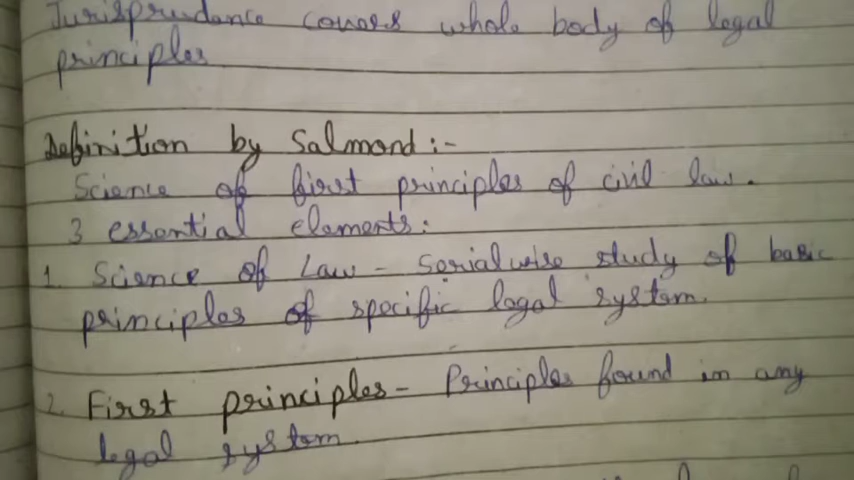 Jurisprudence covers whole body of legal
principles
Definition by Salmond:-
Science of first principles of civil law.
3 essential elements:
1. Science of Law - Serialwise study of basic
principles of specific legal system.
2. First principles - Principles found in any
legal system.